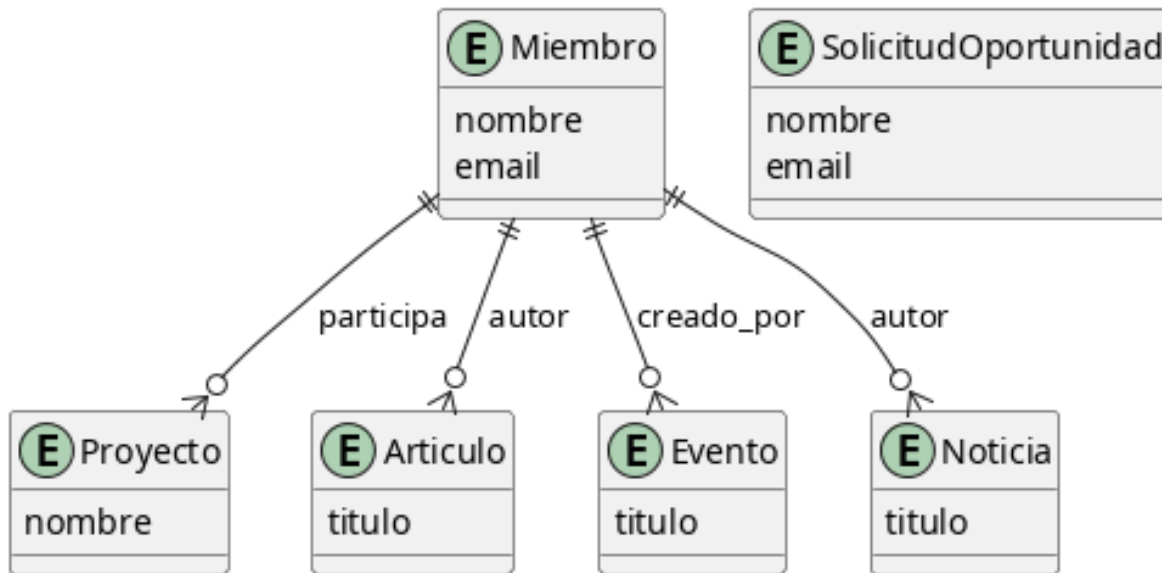 E Miembro
nombre
email
E SolicitudOportunidad
nombre
email
participa
autor
creado_por
autor
E Proyecto
nombre
E Articulo
titulo
E Evento
titulo
E Noticia
titulo